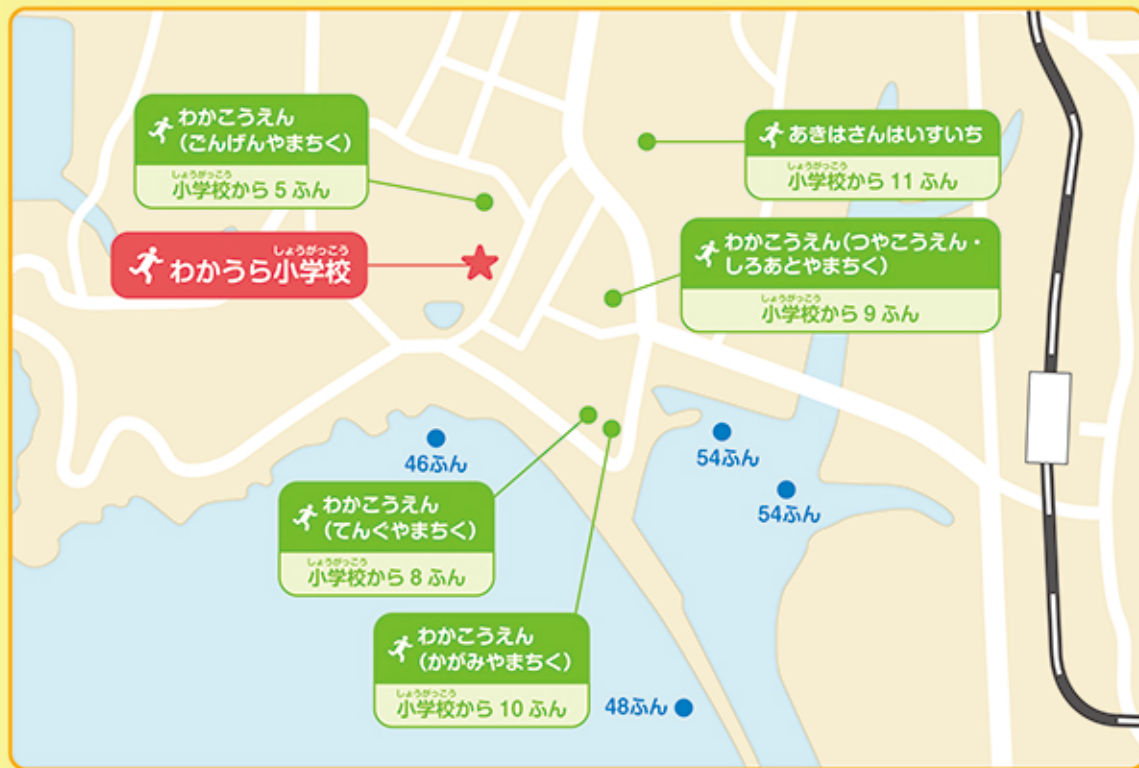 わかこうえん
(ごんげんやまちく)
しょうがっこう
小学校から 5 ふん
あきはさんはいすいち
しょうがっこう
小学校から 11 ふん
しょうがっこう
わかうら小学校
わかこうえん(つやこうえん・
しろあとやまちく)
しょうがっこう
小学校から 9 ふん
46ふん
54ふん
54ふん
わかこうえん
(てんぐやまちく)
しょうがっこう
小学校から 8 ふん
わかこうえん
(かがみやまちく)
しょうがっこう
小学校から 10 ふん
48ふん